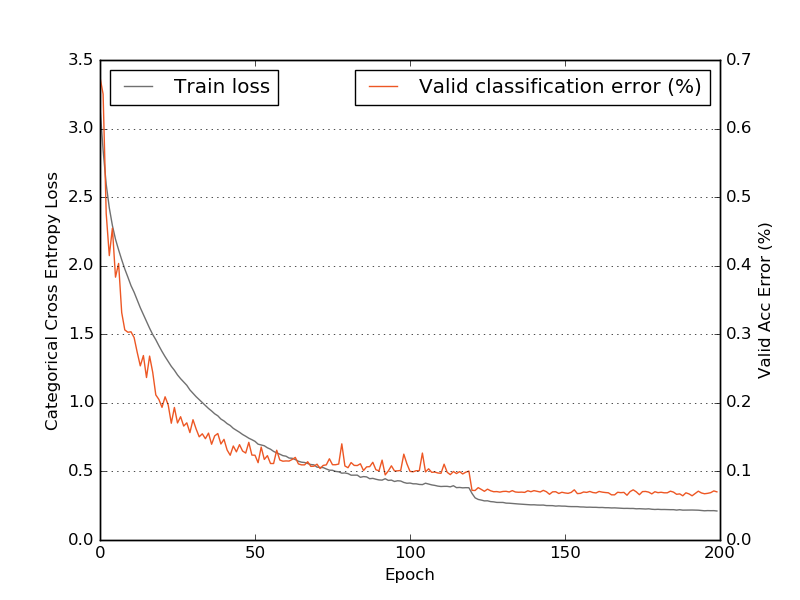 Train loss
Valid classification error (%)
3.5
3.0
2.5
2.0
1.5
1.0
0.5
0.0
Categorical Cross Entropy Loss
0.7
0.6
0.5
0.4
0.3
0.2
0.1
0.0
Valid Acc Error (%)
0 50 100 150 200
Epoch